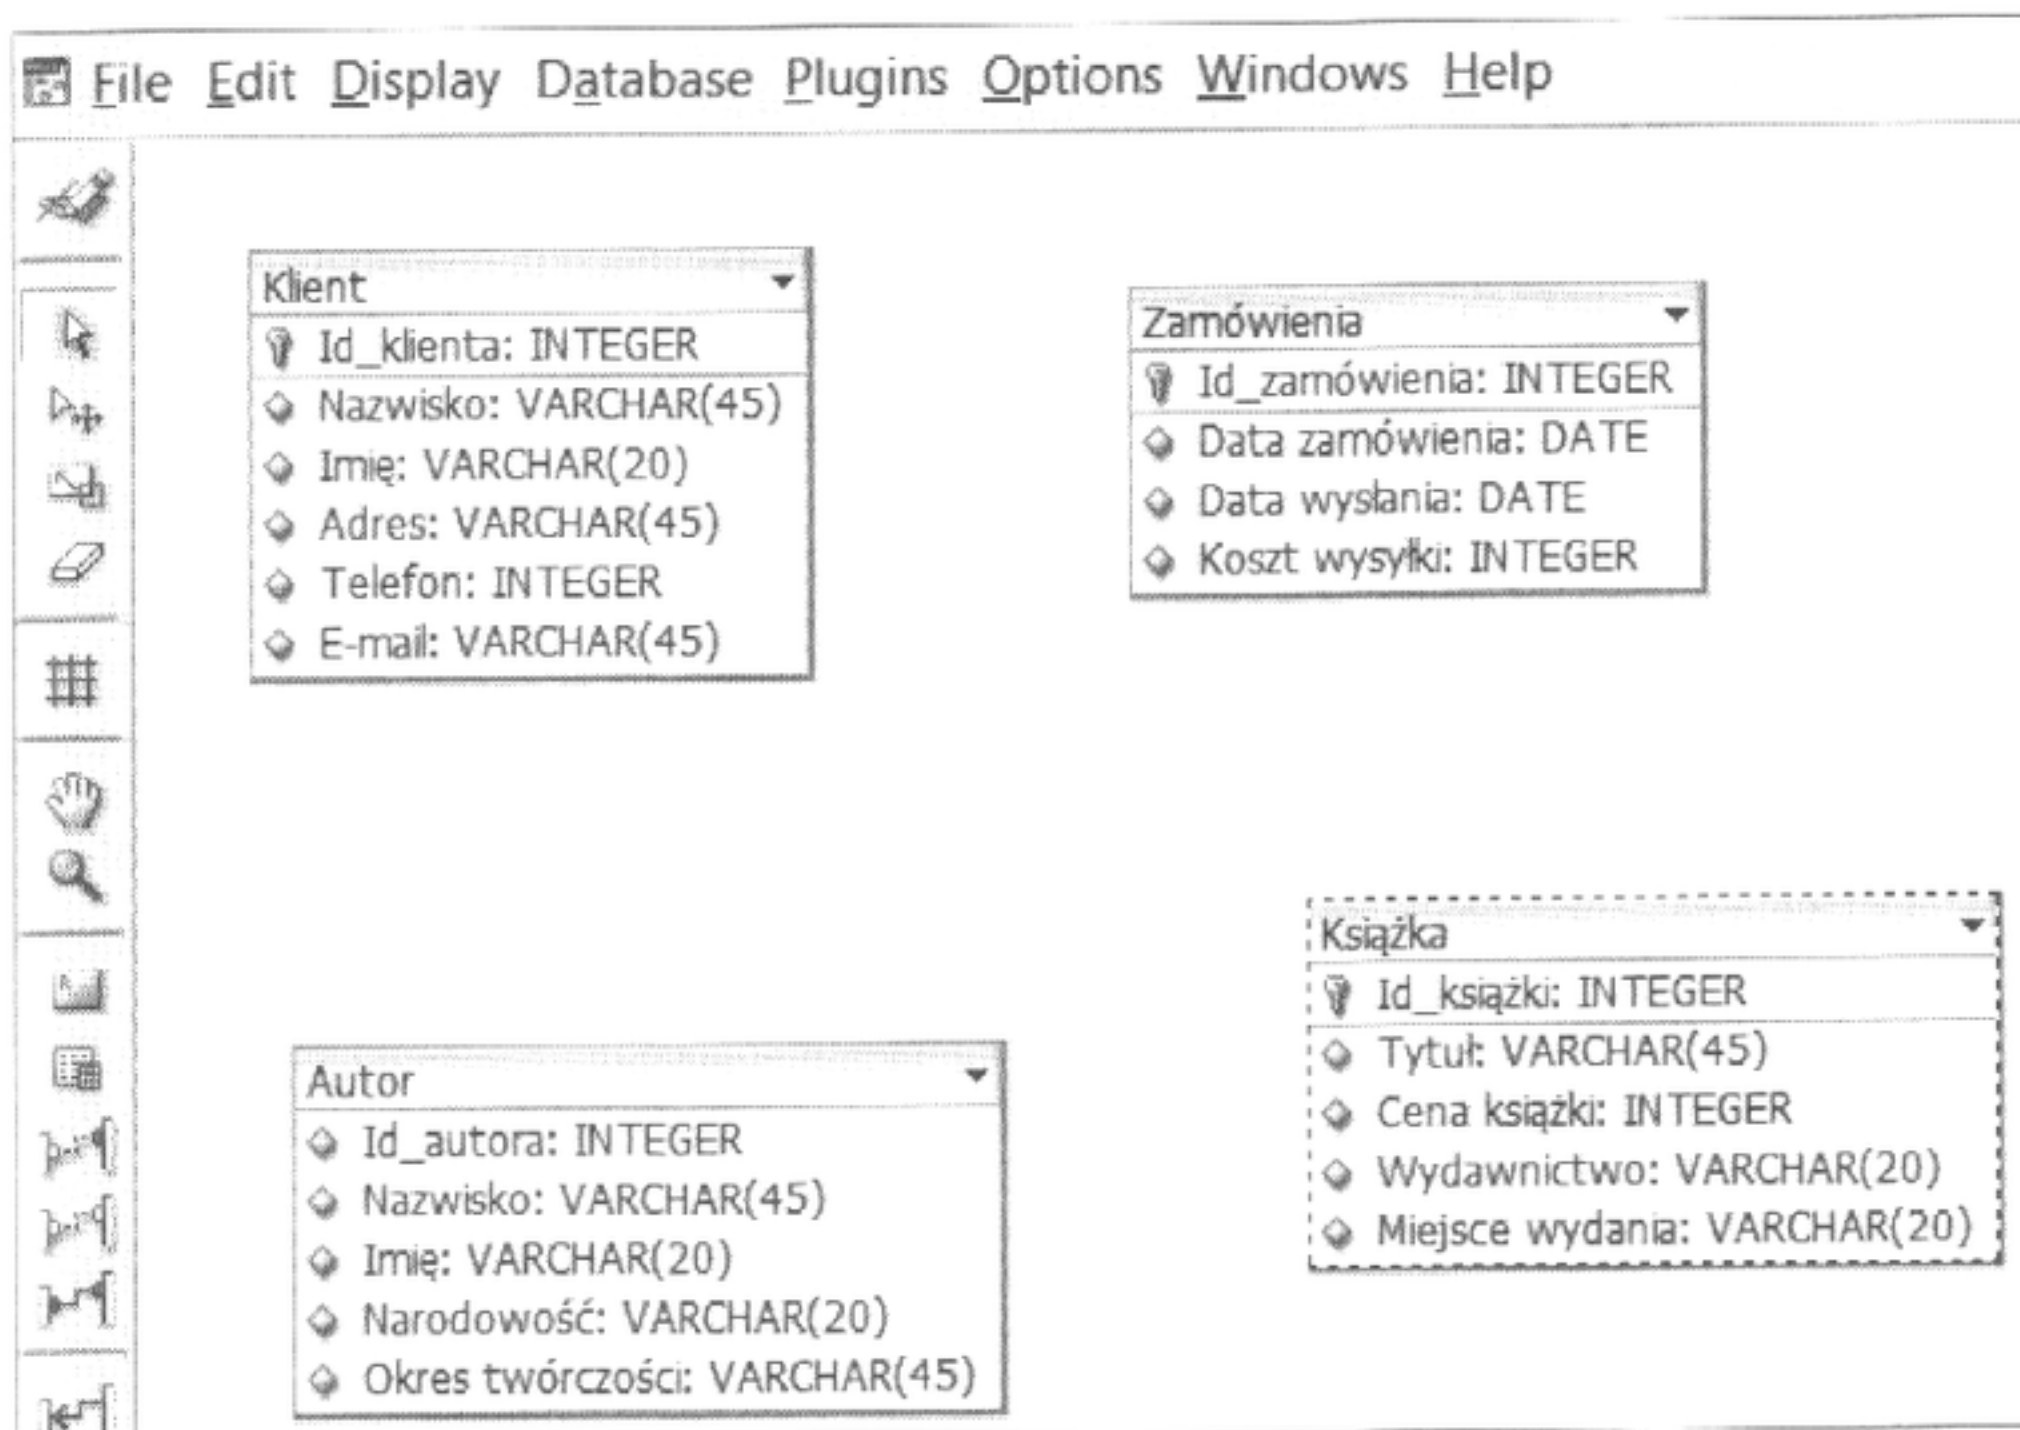 File Edit Display Database Plugins Options Windows Help
Klient
Id_klienta: INTEGER
Nazwisko: VARCHAR(45)
Imię: VARCHAR(20)
Adres: VARCHAR(45)
Telefon: INTEGER
E-mail: VARCHAR(45)
Zamówienia
Id_zamówienia: INTEGER
Data zamówienia: DATE
Data wysłania: DATE
Koszt wysyłki: INTEGER
Autor
Id_autora: INTEGER
Nazwisko: VARCHAR(45)
Imię: VARCHAR(20)
Narodowość: VARCHAR(20)
Okres twórczości: VARCHAR(45)
Książka
Id_książki: INTEGER
Tytuł: VARCHAR(45)
Cena książki: INTEGER
Wydawnictwo: VARCHAR(20)
Miejsce wydania: VARCHAR(20)